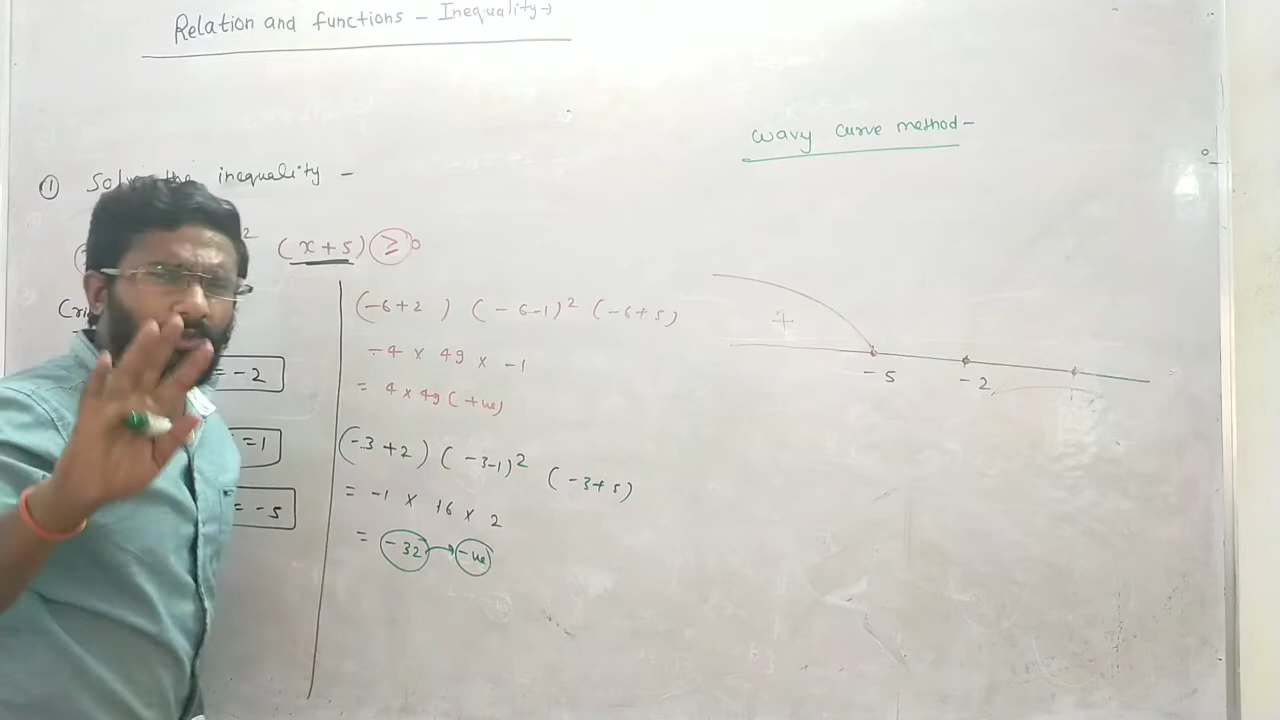 Relation and functions – Inequality →
wavy curve method –
① Solve the inequality –
2 (x+5) ≥ 0
(-6+2 ) (-6-1)² (-6+5)
-4 × 49 × -1
= 4 × 49 (+ve)
+
-5 -2
= -2
(-3+2) (-3-1)² (-3+5)
=1
= -1 × 16 × 2
= -5
= -32 → -ve